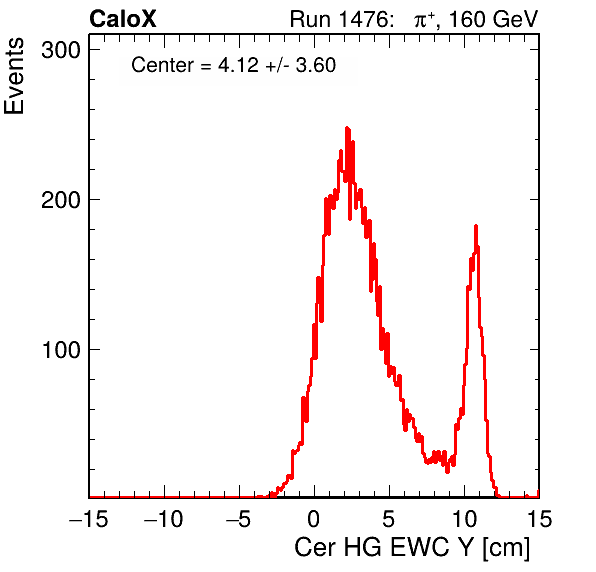 CaloX Run 1476: π⁺, 160 GeV
Center = 4.12 +/- 3.60
Events
300
200
100
−15 −10 −5 0 5 10 15
Cer HG EWC Y [cm]